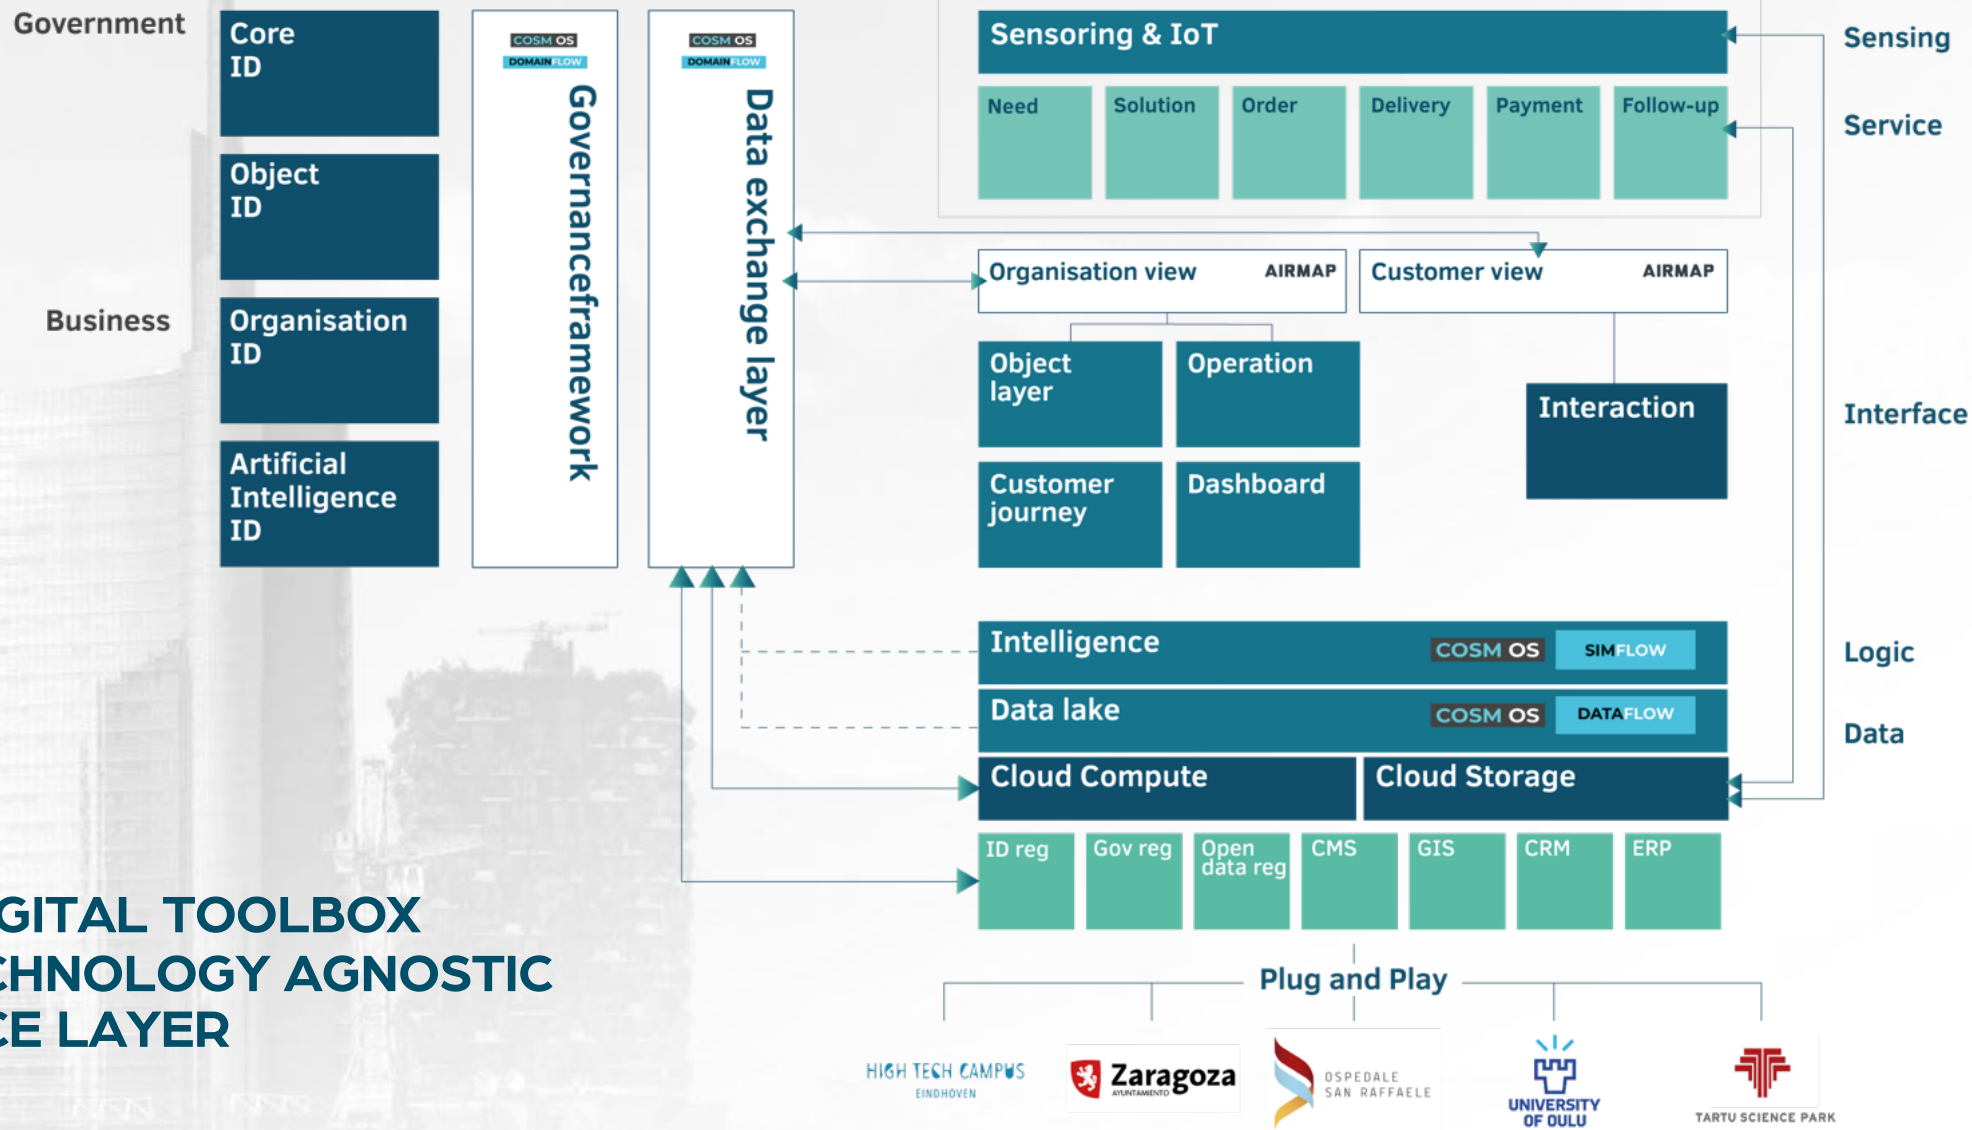 Government
Core
ID
Object
ID
Business
Organisation
ID
Artificial
Intelligence
ID
COSM OS
DOMAINFLOW
Governanceframework
COSM OS
DOMAINFLOW
Data exchange layer
Sensoring & IoT
Sensing
Need
Solution
Order
Delivery
Payment
Follow-up
Service
Organisation view
AIRMAP
Customer view
AIRMAP
Object
layer
Operation
Customer
journey
Dashboard
Interaction
Interface
Intelligence
COSM OS
SIMFLOW
Logic
Data lake
COSM OS
DATAFLOW
Data
Cloud Compute
Cloud Storage
ID reg
Gov reg
Open
data reg
CMS
GIS
CRM
ERP
GITAL TOOLBOX
CHNOLOGY AGNOSTIC
CE LAYER
Plug and Play
HIGH TECH CAMPUS
EINDHOVEN
Zaragoza
AYUNTAMIENTO
OSPEDALE
SAN RAFFAELE
UNIVERSITY
OF OULU
TARTU SCIENCE PARK